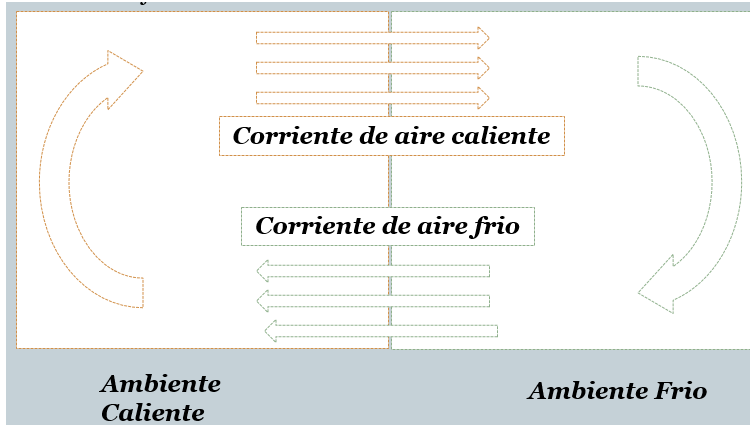 Corriente de aire caliente
Corriente de aire frio
Ambiente
Caliente
Ambiente Frio